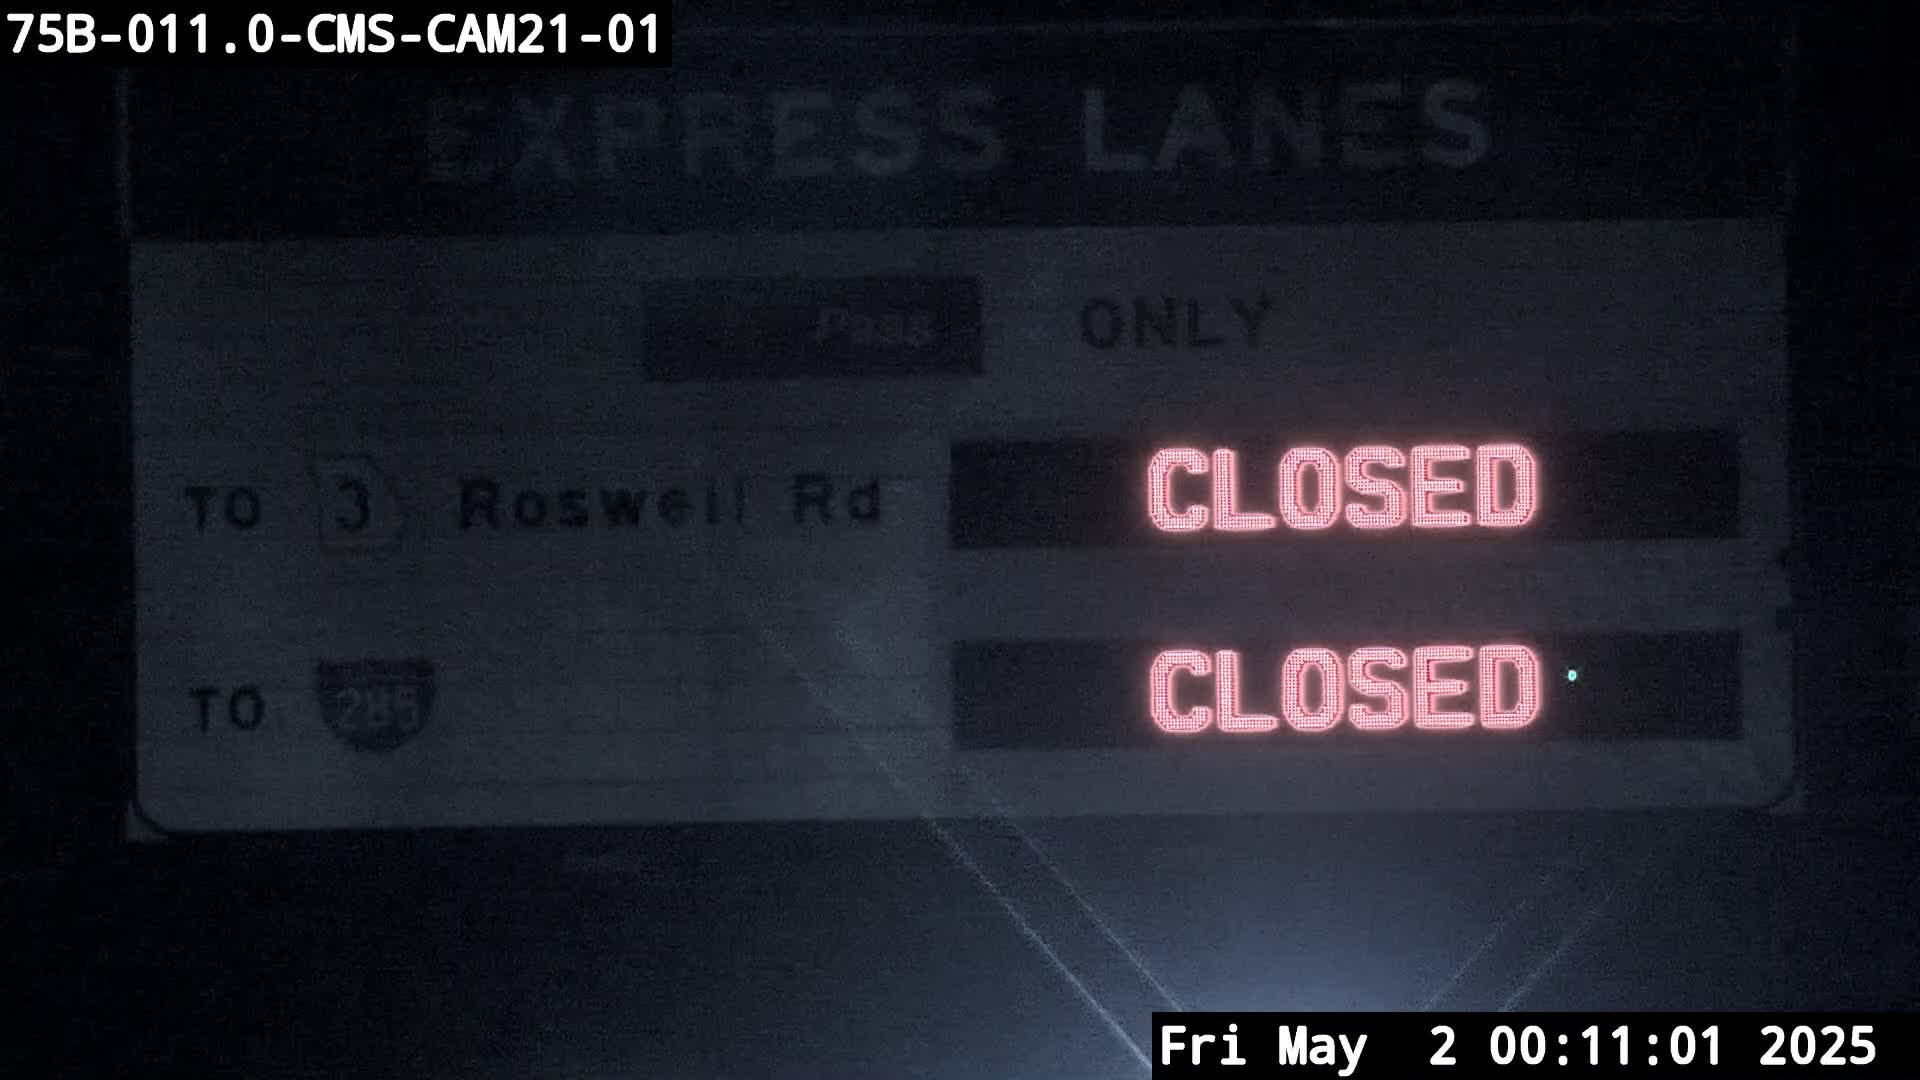 75B-011.0-CMS-CAM21-01
EXPRESS LANES
Pass ONLY
TO 3 Roswell Rd CLOSED
TO 285 CLOSED
Fri May 2 00:11:01 2025